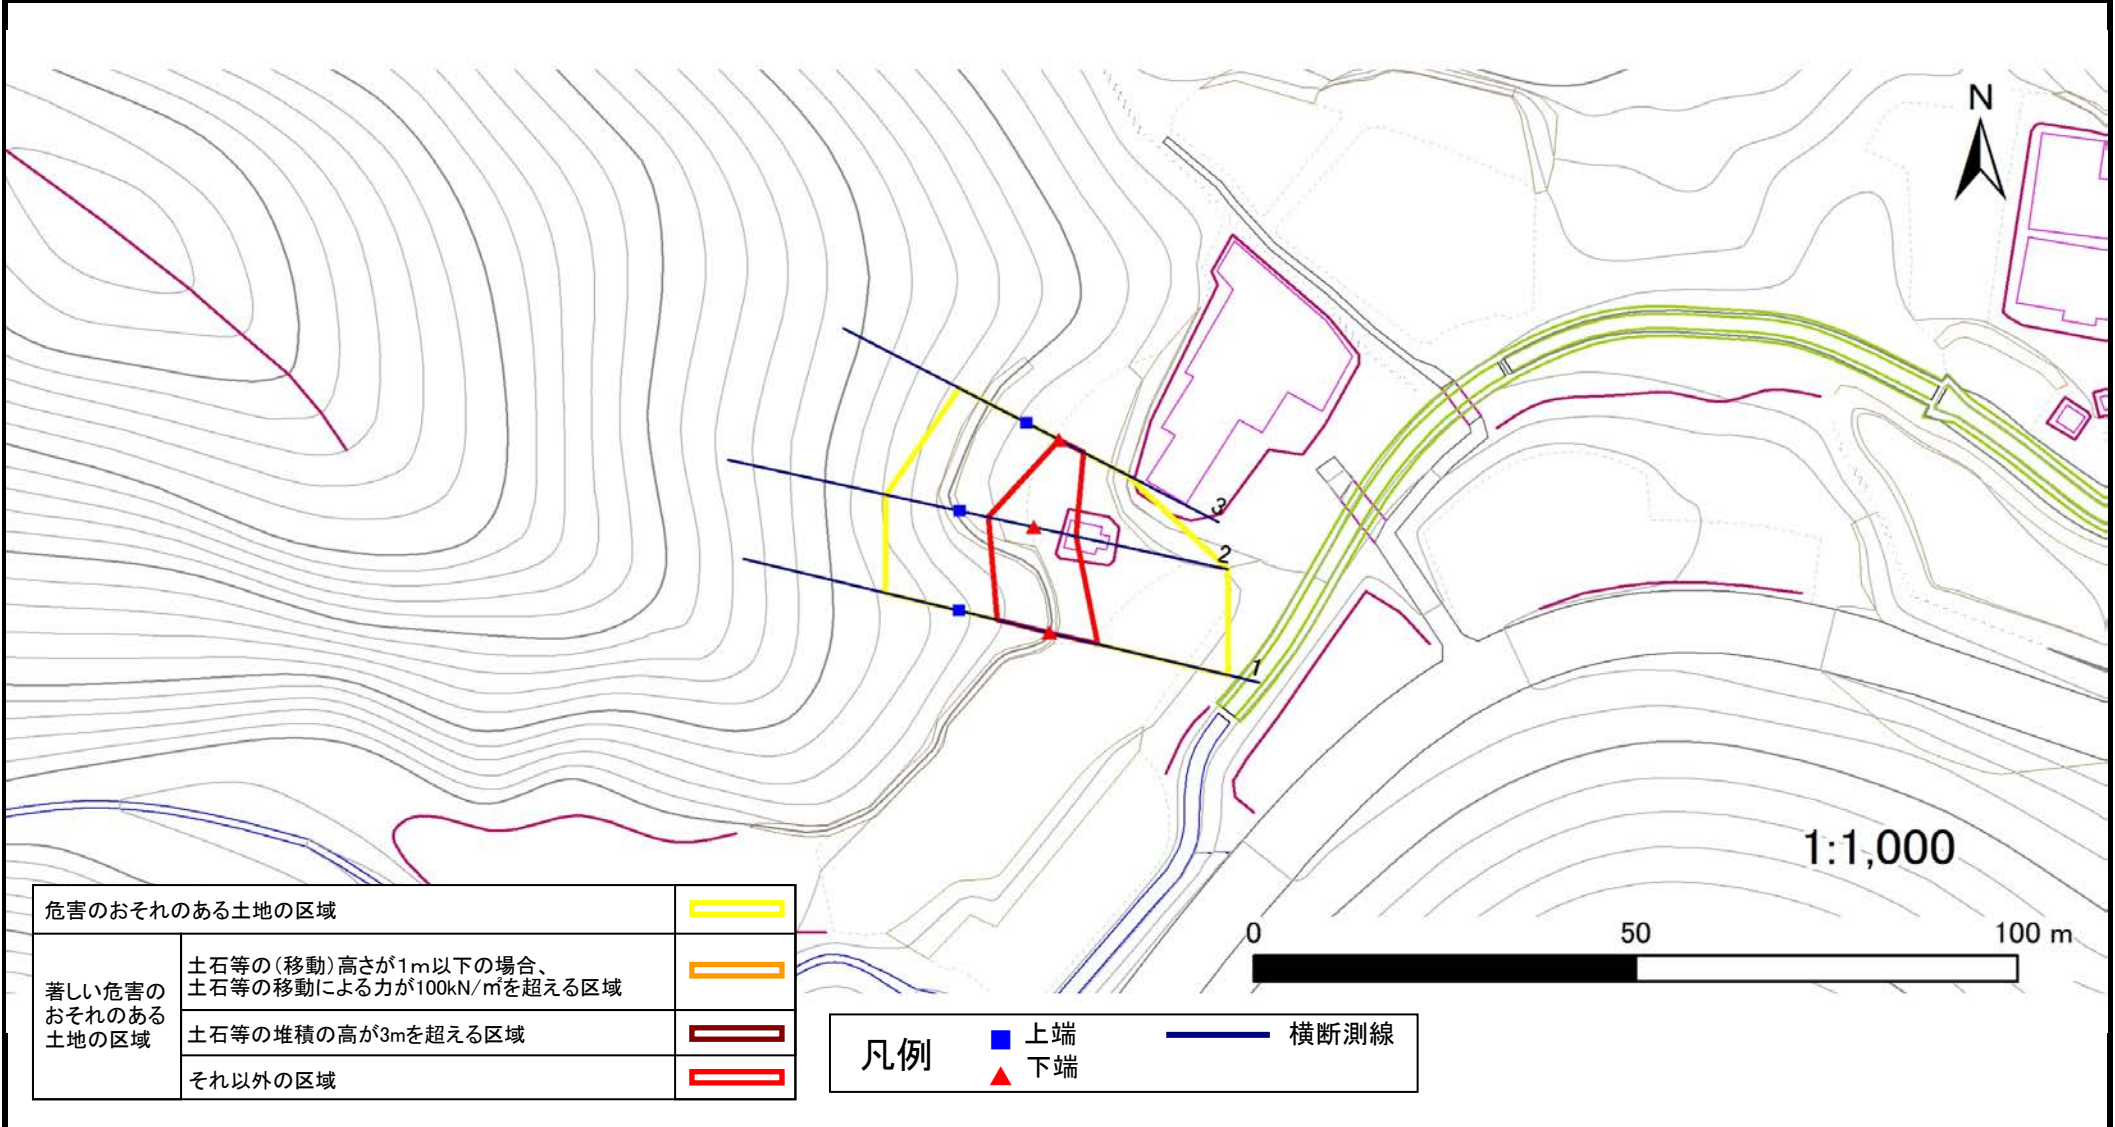 N
3
2
1
1:1,000
0 50 100 m
危害のおそれのある土地の区域
著しい危害の
おそれのある
土地の区域
土石等の(移動)高さが1m以下の場合、
土石等の移動による力が100kN/㎡を超える区域
土石等の堆積の高が3mを超える区域
それ以外の区域
凡例
上端
下端
横断測線